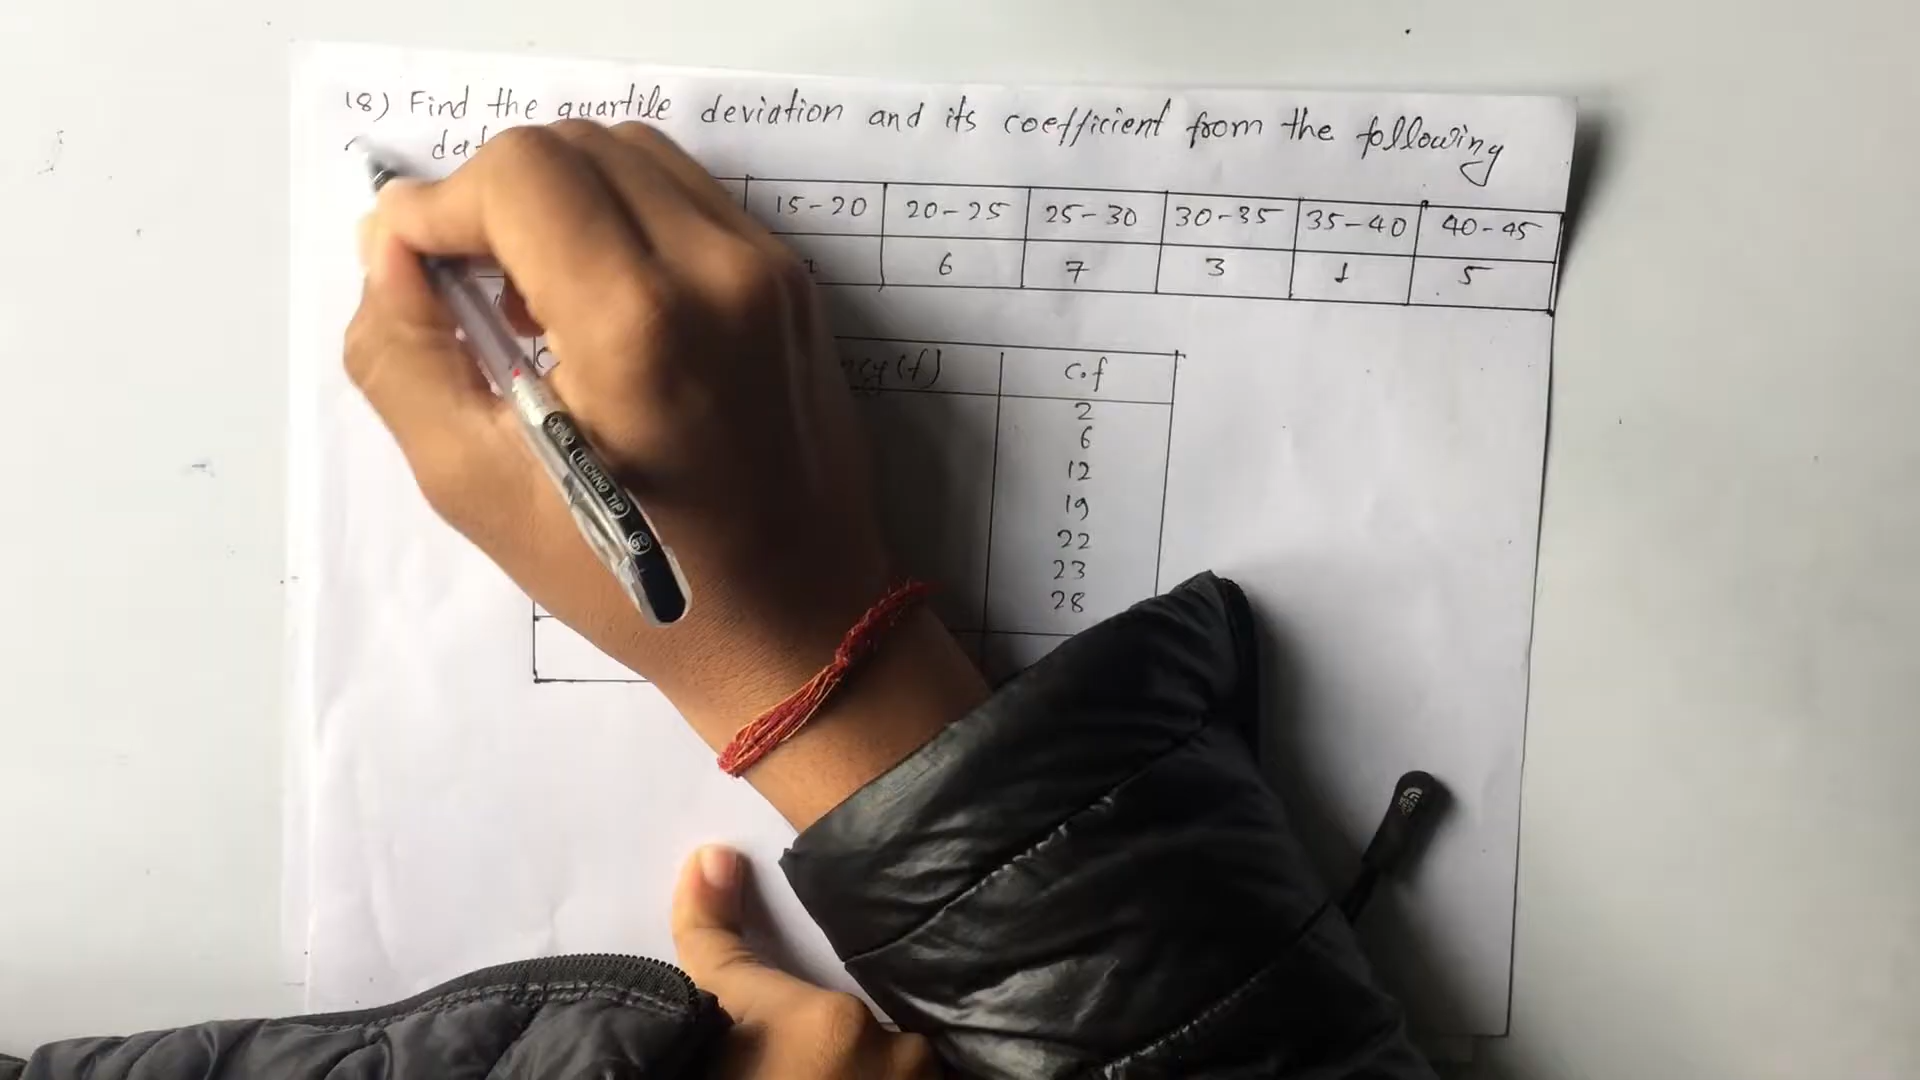 18) Find the quartile deviation and its coefficient from the following
15-20 20-25 25-30 30-35 35-40 40-45
6 7 3 1 5
(f) c.f
2
6
12
19
22
23
28
CELLO TECHNO TIP